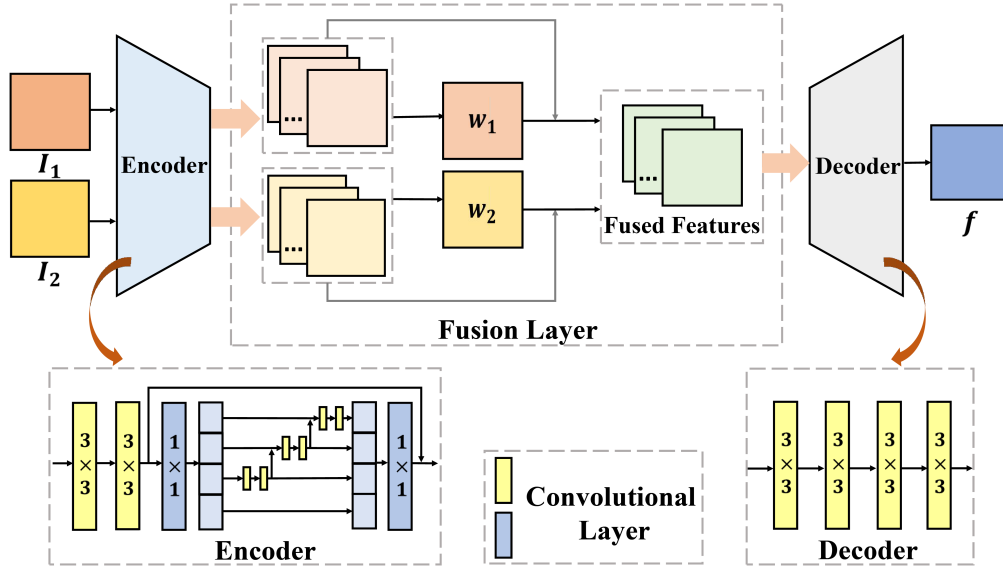 I₁
I₂
Encoder
...
...
w₁
w₂
...
Fused Features
Fusion Layer
Decoder
f
3 × 3
3 × 3
1 × 1
1 × 1
Encoder
Convolutional
Layer
3 × 3
3 × 3
3 × 3
3 × 3
Decoder